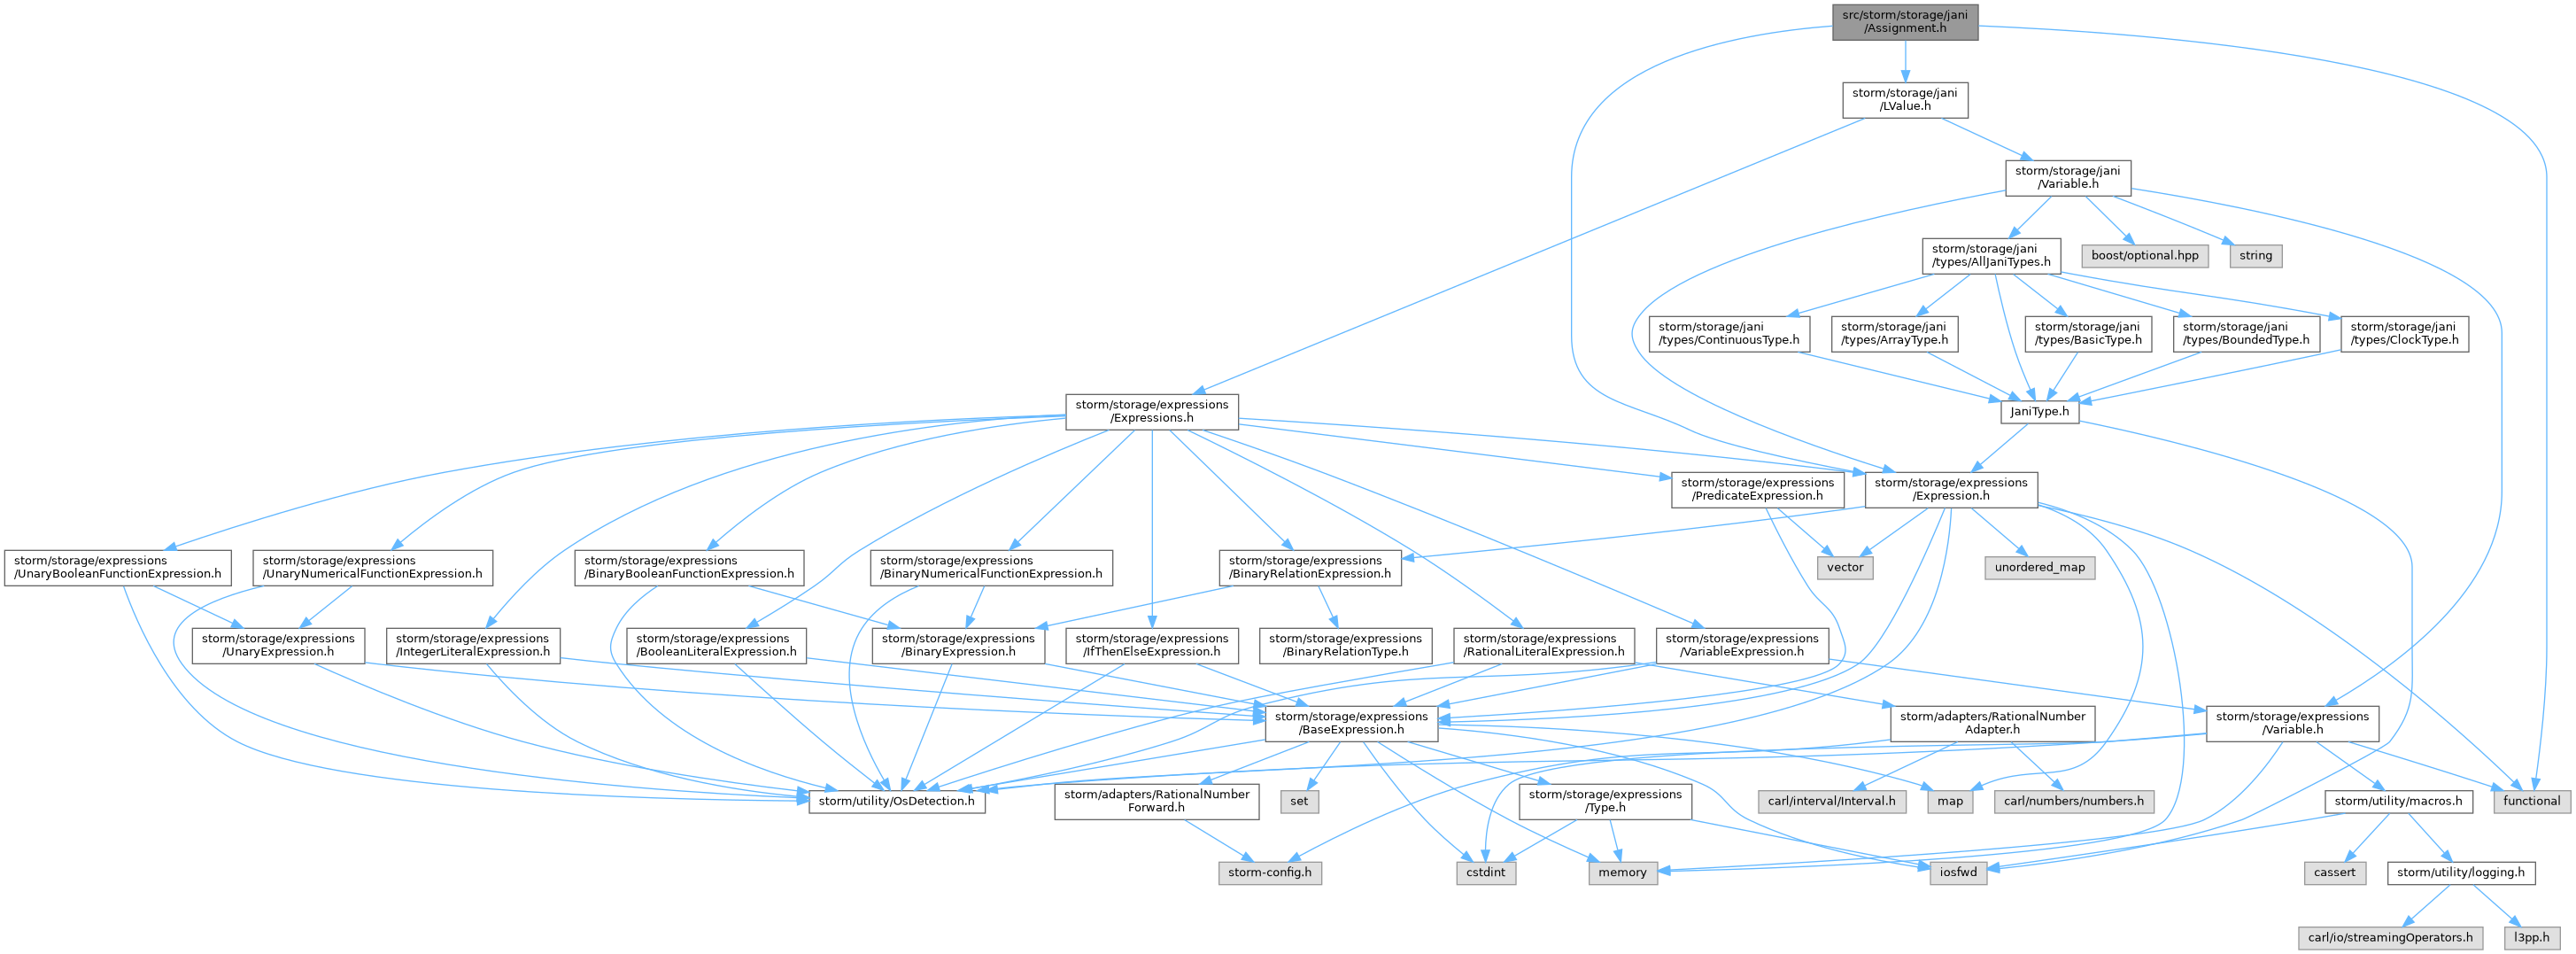 src/storm/storage/jani
/Assignment.h
storm/storage/jani
/LValue.h
storm/storage/jani
/Variable.h
storm/storage/jani
/types/AllJaniTypes.h
boost/optional.hpp
string
storm/storage/jani
/types/ContinuousType.h
storm/storage/jani
/types/ArrayType.h
storm/storage/jani
/types/BasicType.h
storm/storage/jani
/types/BoundedType.h
storm/storage/jani
/types/ClockType.h
storm/storage/expressions
/Expressions.h
JaniType.h
storm/storage/expressions
/PredicateExpression.h
storm/storage/expressions
/Expression.h
storm/storage/expressions
/UnaryBooleanFunctionExpression.h
storm/storage/expressions
/UnaryNumericalFunctionExpression.h
storm/storage/expressions
/BinaryBooleanFunctionExpression.h
storm/storage/expressions
/BinaryNumericalFunctionExpression.h
storm/storage/expressions
/BinaryRelationExpression.h
vector
unordered_map
storm/storage/expressions
/UnaryExpression.h
storm/storage/expressions
/IntegerLiteralExpression.h
storm/storage/expressions
/BooleanLiteralExpression.h
storm/storage/expressions
/BinaryExpression.h
storm/storage/expressions
/IfThenElseExpression.h
storm/storage/expressions
/BinaryRelationType.h
storm/storage/expressions
/RationalLiteralExpression.h
storm/storage/expressions
/VariableExpression.h
storm/storage/expressions
/BaseExpression.h
storm/adapters/RationalNumber
Adapter.h
storm/storage/expressions
/Variable.h
storm/utility/OsDetection.h
storm/adapters/RationalNumber
Forward.h
set
storm/storage/expressions
/Type.h
carl/interval/Interval.h
map
carl/numbers/numbers.h
storm/utility/macros.h
functional
storm-config.h
cstdint
memory
iosfwd
cassert
storm/utility/logging.h
carl/io/streamingOperators.h
l3pp.h